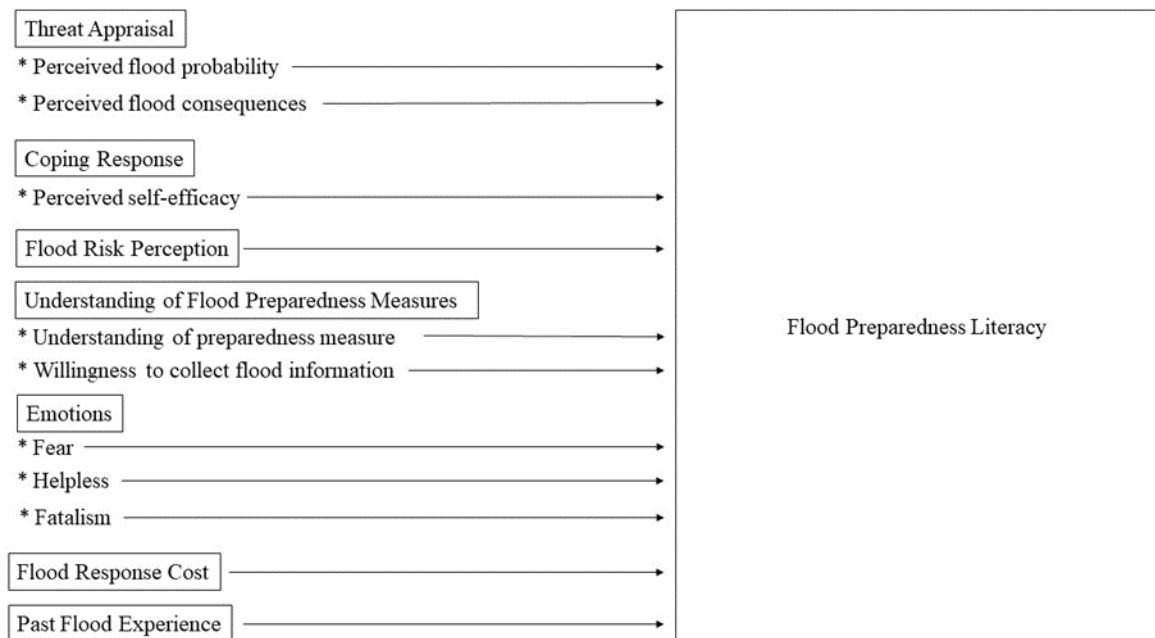 Threat Appraisal
* Perceived flood probability
* Perceived flood consequences
Coping Response
* Perceived self-efficacy
Flood Risk Perception
Understanding of Flood Preparedness Measures
* Understanding of preparedness measure
* Willingness to collect flood information
Emotions
* Fear
* Helpless
* Fatalism
Flood Response Cost
Past Flood Experience
Flood Preparedness Literacy